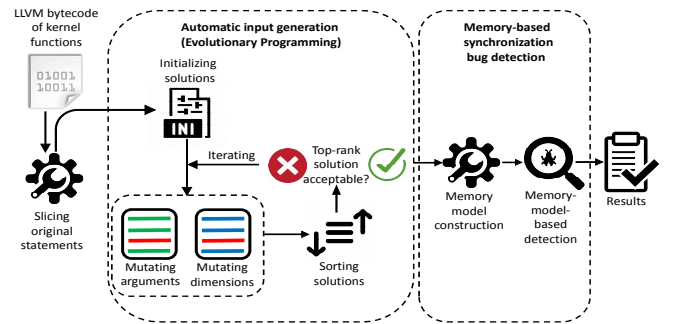 LLVM bytecode
of kernel
functions
01001
10011
Slicing
original
statements
Automatic input generation
(Evolutionary Programming)
Initializing
solutions
INI
Iterating
Top-rank
solution
acceptable?
Mutating
arguments
Mutating
dimensions
Sorting
solutions
Memory-based
synchronization
bug detection
Memory
model
construction
Memory-
model-
based
detection
Results